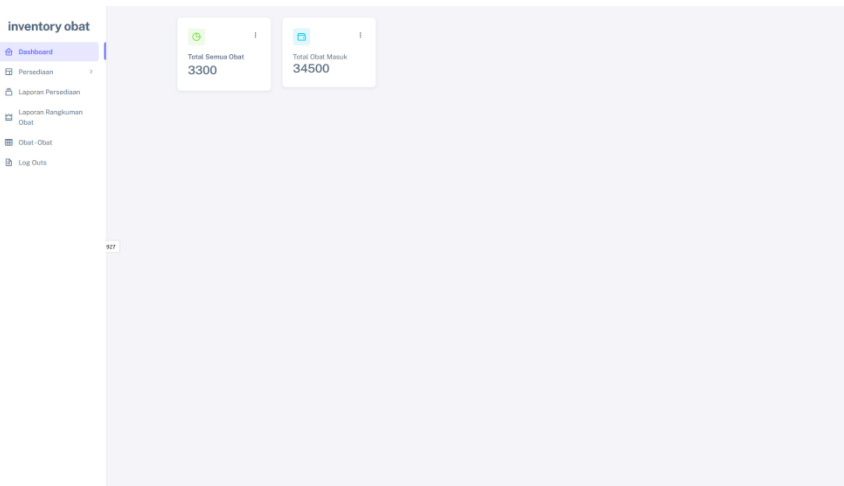 inventory obat
Dashboard
Persediaan
Laporan Persediaan
Laporan Rangkuman
Obat
Obat - Obat
Log Outs
Total Semua Obat
3300
Total Obat Masuk
34500
927